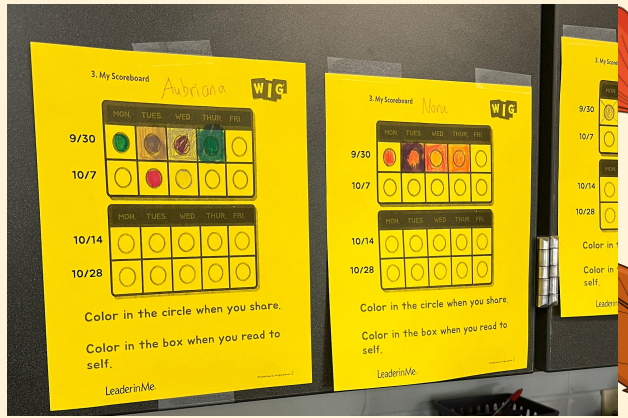 3. My Scoreboard
Aubriana
WIG
MON. TUES. WED. THUR. FRI.
9/30
10/7
MON. TUES. WED. THUR. FRI.
10/14
10/28
Color in the circle when you share.
Color in the box when you read to
self.
LeaderinMe
3. My Scoreboard
Nora
WIG
MON. TUES. WED. THUR. FRI.
9/30
10/7
MON. TUES. WED. THUR. FRI.
10/14
10/28
Color in the circle when you share.
Color in the box when you read to
self.
LeaderinMe
3. My
9/30
10/7
10/14
10/28
Color in
Color in
self.